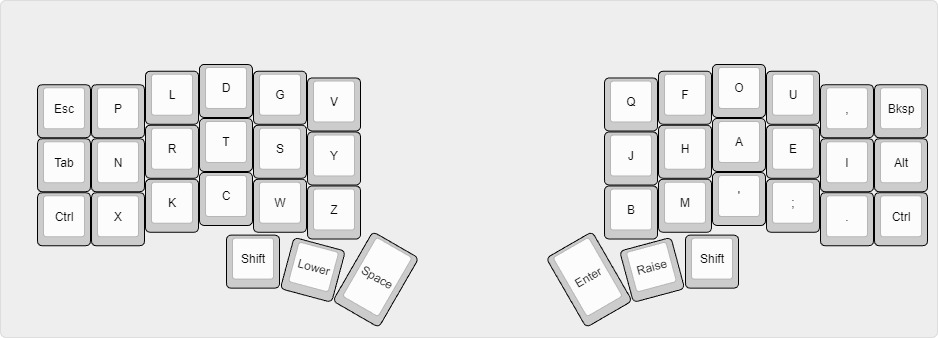 Esc P L D G V Q F O U , Bksp
Tab N R T S Y J H A E I Alt
Ctrl X K C W Z B M ' ; . Ctrl
Shift Lower Space Enter Raise Shift